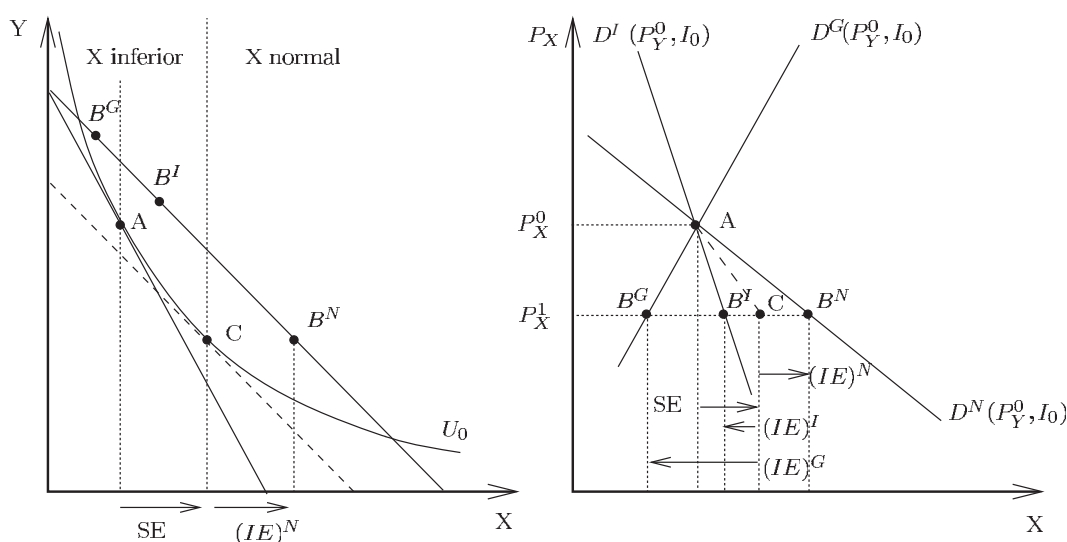 Y
X inferior
X normal
B^G
B^I
A
B^N
C
U_0
X
SE
(IE)^N
P_X
D^I (P_Y^0, I_0)
D^G(P_Y^0, I_0)
P_X^0
A
P_X^1
B^G
B^I
C
B^N
(IE)^N
SE
(IE)^I
D^N(P_Y^0, I_0)
(IE)^G
X